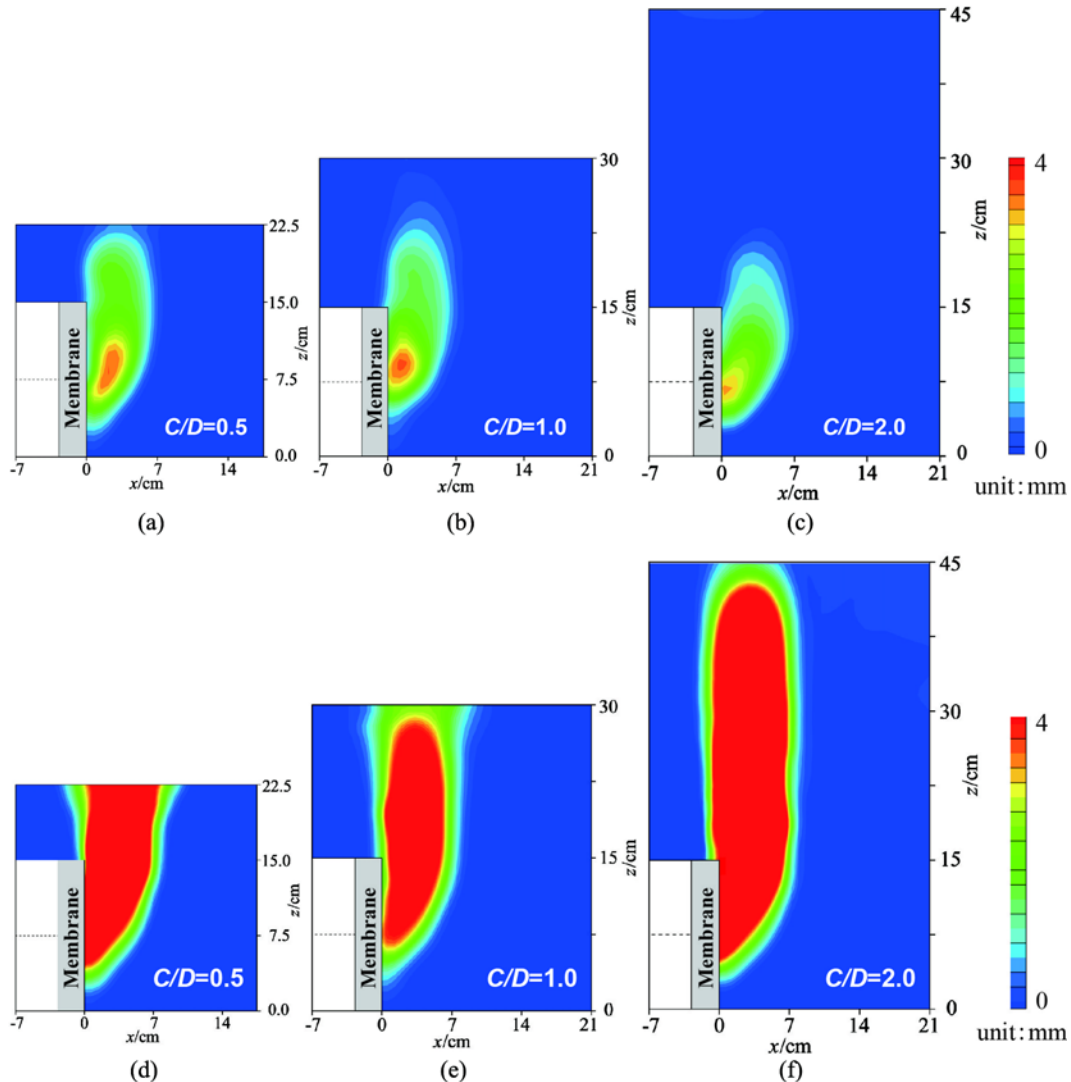 45
30
15
0
z/cm
-7 0 7 14 21
x/cm
Membrane
C/D=2.0
(c)
30
15
0
z/cm
-7 0 7 14 21
x/cm
Membrane
C/D=1.0
(b)
22.5
15.0
7.5
0.0
z/cm
-7 0 7 14
x/cm
Membrane
C/D=0.5
(a)
4
0
unit:mm
22.5
15.0
7.5
0.0
z/cm
-7 0 7 14
x/cm
Membrane
C/D=0.5
(d)
30
15
0
z/cm
-7 0 7 14 21
x/cm
Membrane
C/D=1.0
(e)
45
30
15
0
z/cm
-7 0 7 14 21
x/cm
Membrane
C/D=2.0
(f)
4
0
unit:mm